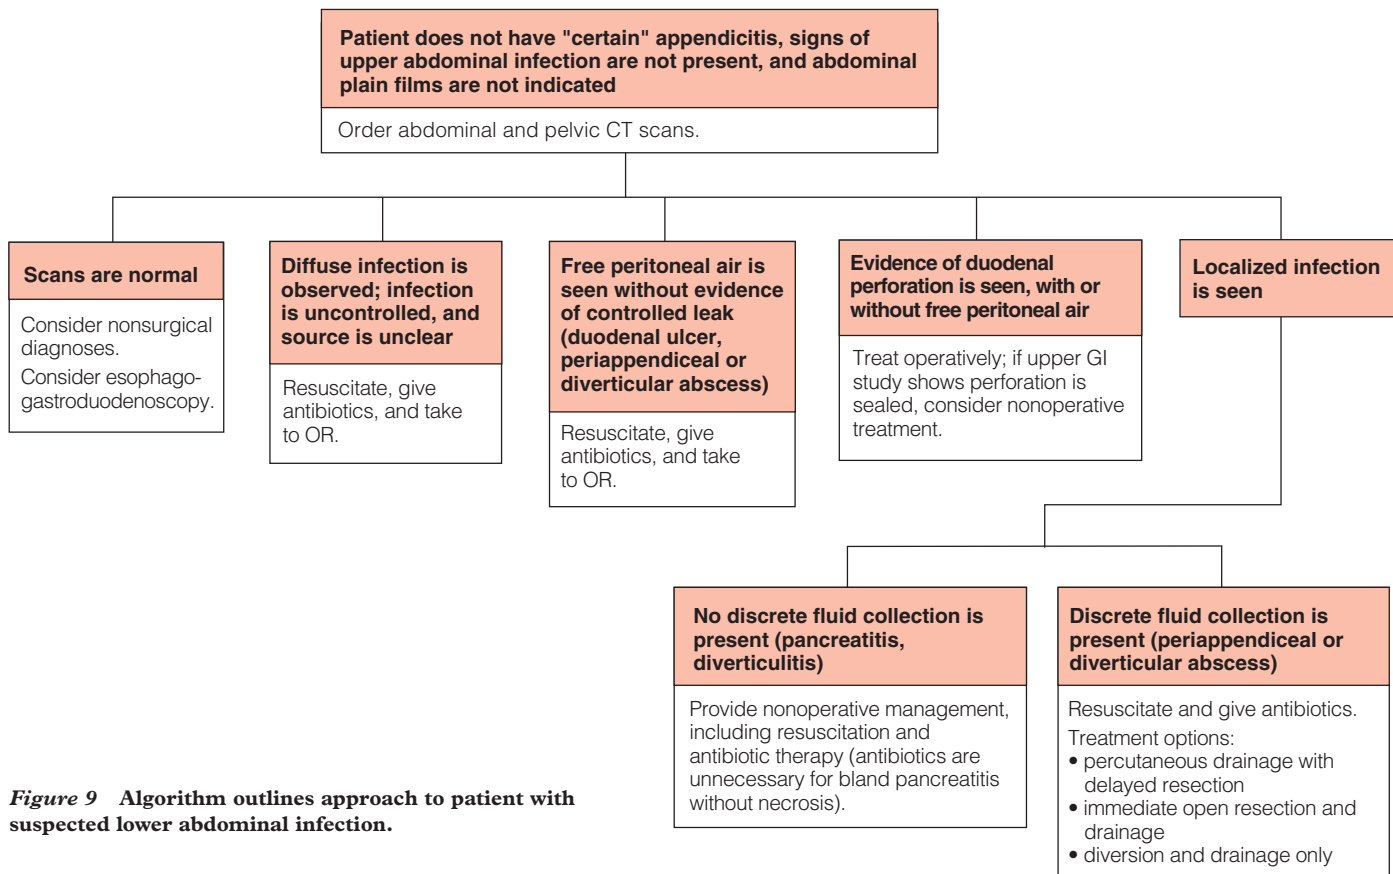 Patient does not have "certain" appendicitis, signs of
upper abdominal infection are not present, and abdominal
plain films are not indicated
Order abdominal and pelvic CT scans.
Scans are normal
Consider nonsurgical
diagnoses.
Consider esophago-
gastroduodenoscopy.
Diffuse infection is
observed; infection
is uncontrolled, and
source is unclear
Resuscitate, give
antibiotics, and take
to OR.
Free peritoneal air is
seen without evidence
of controlled leak
(duodenal ulcer,
periappendiceal or
diverticular abscess)
Resuscitate, give
antibiotics, and take
to OR.
Evidence of duodenal
perforation is seen, with or
without free peritoneal air
Treat operatively; if upper GI
study shows perforation is
sealed, consider nonoperative
treatment.
Localized infection
is seen
No discrete fluid collection is
present (pancreatitis,
diverticulitis)
Provide nonoperative management,
including resuscitation and
antibiotic therapy (antibiotics are
unnecessary for bland pancreatitis
without necrosis).
Discrete fluid collection is
present (periappendiceal or
diverticular abscess)
Resuscitate and give antibiotics.
Treatment options:
• percutaneous drainage with
delayed resection
• immediate open resection and
drainage
• diversion and drainage only
Figure 9 Algorithm outlines approach to patient with
suspected lower abdominal infection.